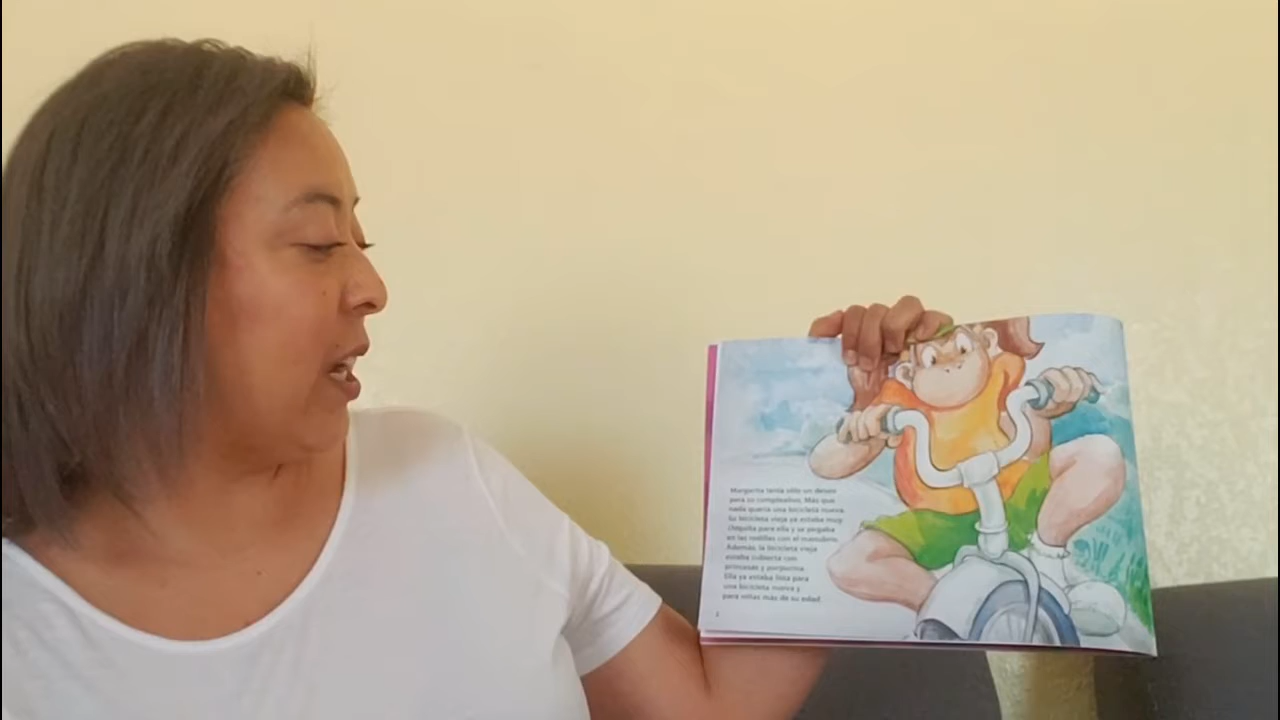 Margarita tenía sólo un deseo
para su cumpleaños. Más que
nada quería una bicicleta nueva.
Su bicicleta vieja ya estaba muy
chiquita para ella y se pegaba
en las rodillas con el manubrio.
Además, la bicicleta vieja
estaba cubierta con
princesas y purpurina.
Ella ya estaba lista para
una bicicleta nueva y
para niñas más de su edad.
2